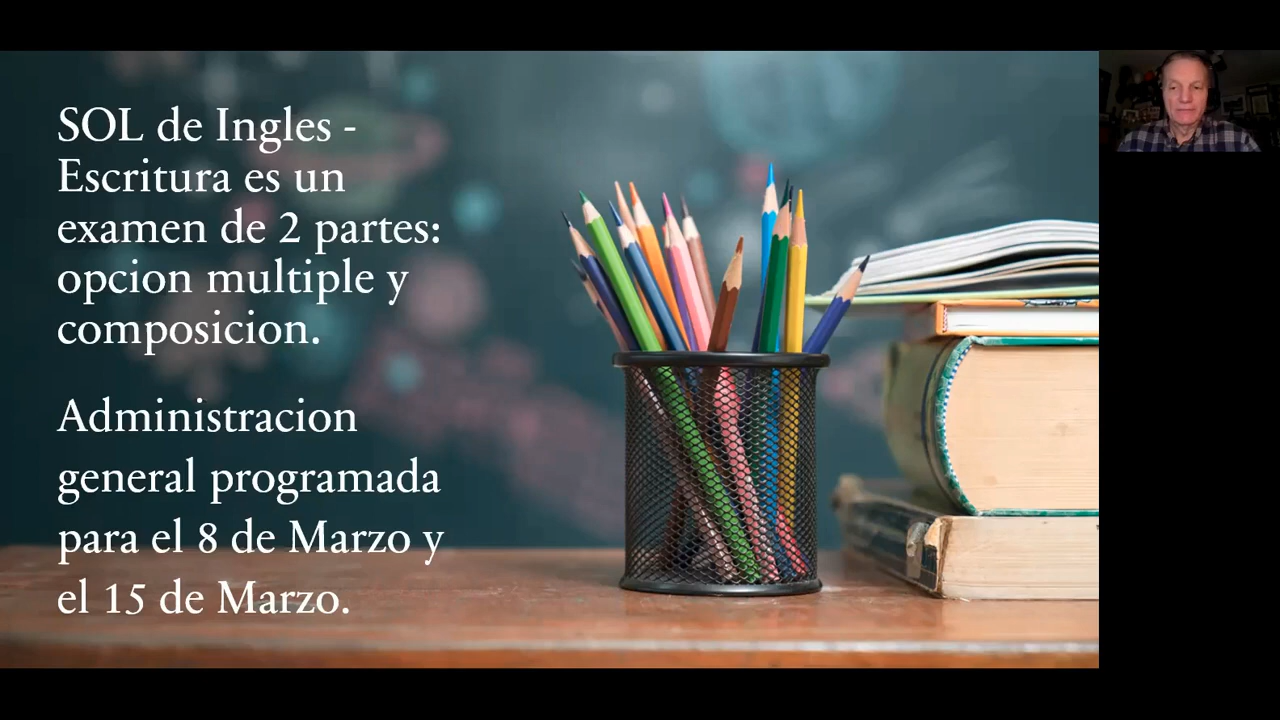 SOL de Ingles -
Escritura es un
examen de 2 partes:
opcion multiple y
composicion.
Administracion
general programada
para el 8 de Marzo y
el 15 de Marzo.